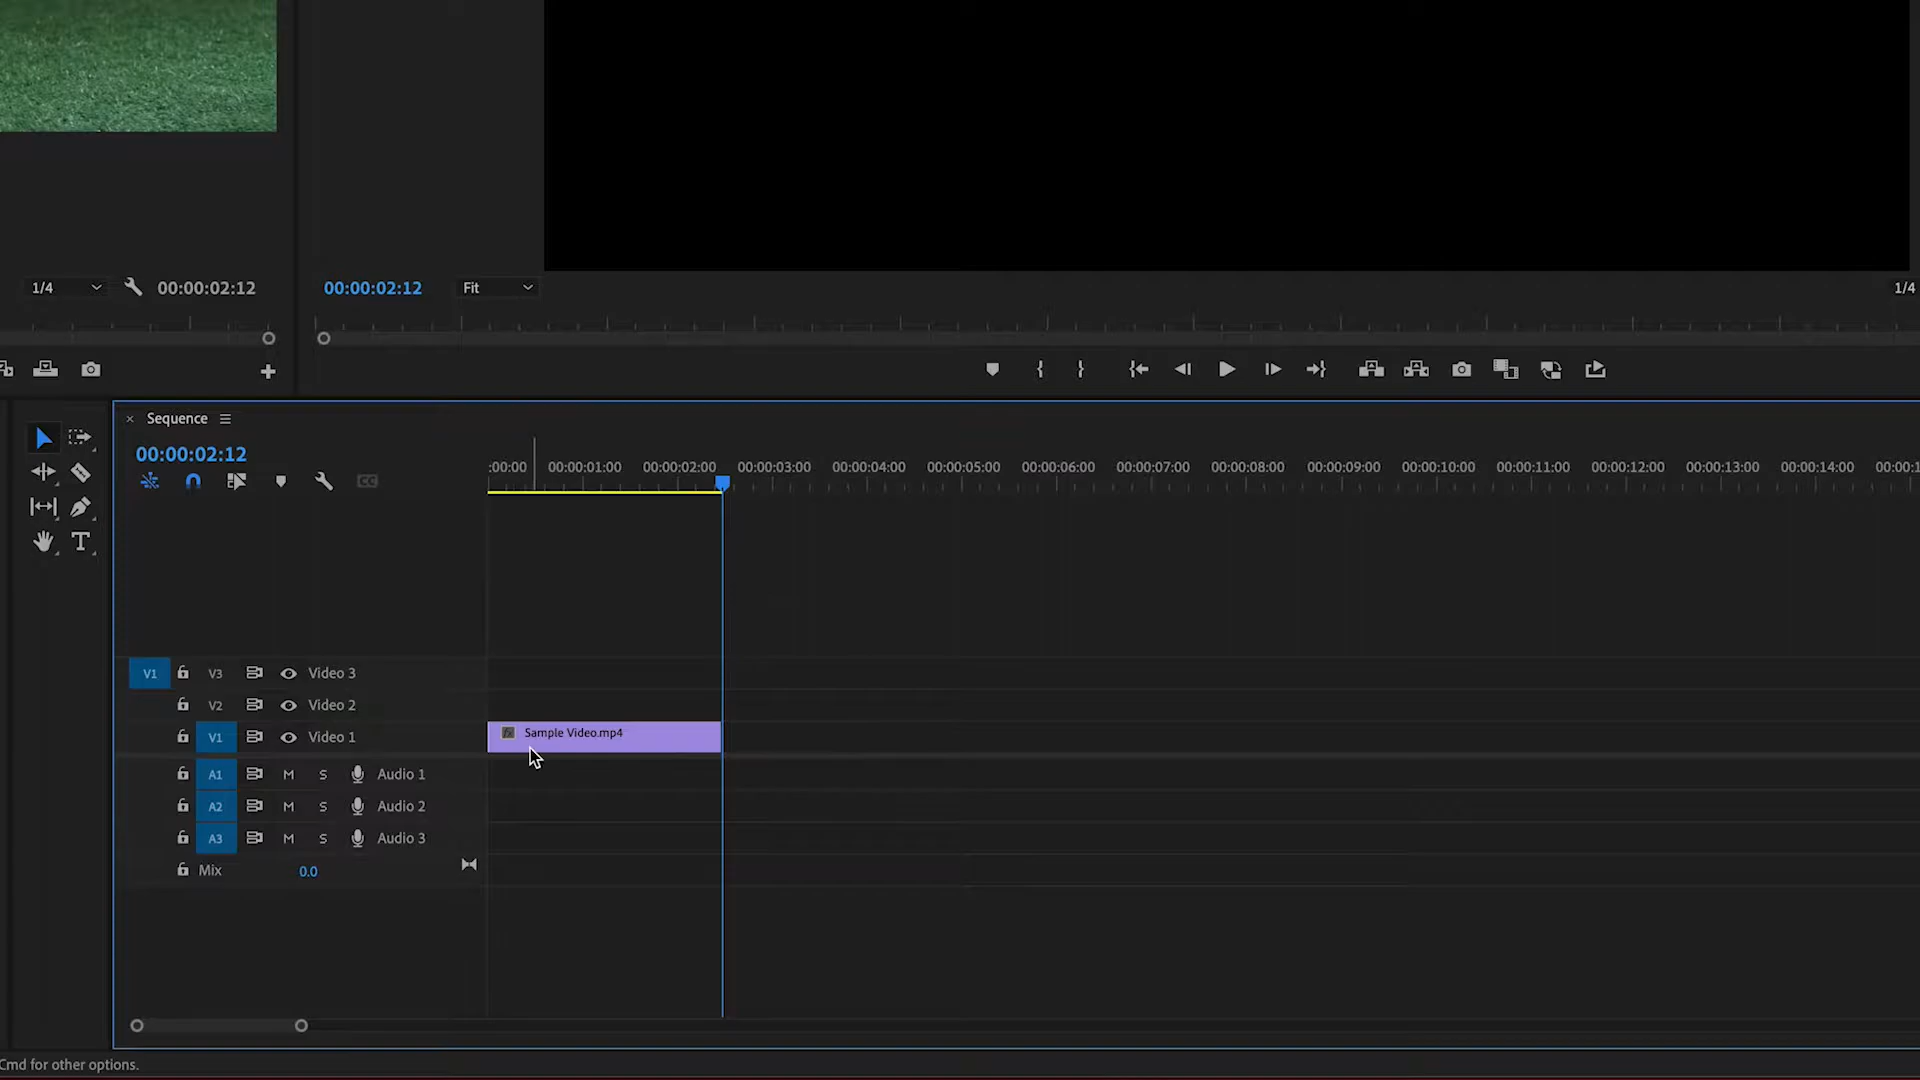 1/4
00:00:02:12
00:00:02:12
Fit
1/4
Sequence
00:00:02:12
:00:00
00:00:01:00
00:00:02:00
00:00:03:00
00:00:04:00
00:00:05:00
00:00:06:00
00:00:07:00
00:00:08:00
00:00:09:00
00:00:10:00
00:00:11:00
00:00:12:00
00:00:13:00
00:00:14:00
00:00:1
CC
V1
V3
Video 3
V2
Video 2
V1
Video 1
fx
Sample Video.mp4
A1
M
S
Audio 1
A2
M
S
Audio 2
A3
M
S
Audio 3
Mix
0.0
Cmd for other options.